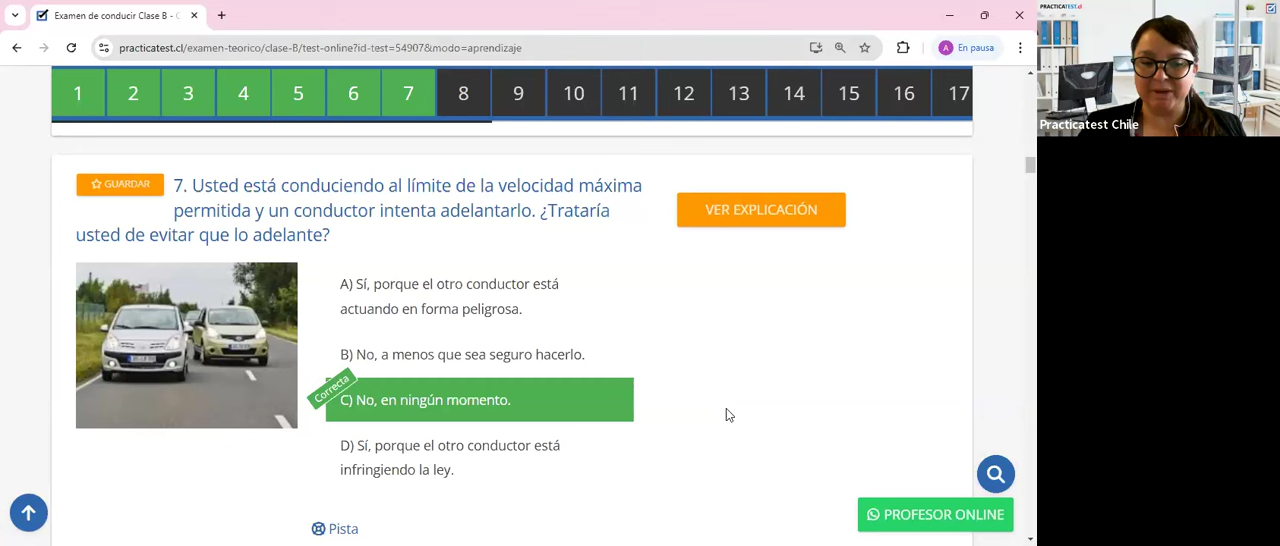 Examen de conducir Clase B - C
practicatest.cl/examen-teorico/clase-B/test-online?id-test=54907&modo=aprendizaje
A
En pausa
PRACTICATEST.cl
Practicatest Chile
1 2 3 4 5 6 7 8 9 10 11 12 13 14 15 16 17
GUARDAR
7. Usted está conduciendo al límite de la velocidad máxima
permitida y un conductor intenta adelantarlo. ¿Trataría
usted de evitar que lo adelante?
VER EXPLICACIÓN
A) Sí, porque el otro conductor está
actuando en forma peligrosa.
B) No, a menos que sea seguro hacerlo.
Correcta
C) No, en ningún momento.
D) Sí, porque el otro conductor está
infringiendo la ley.
Pista
PROFESOR ONLINE